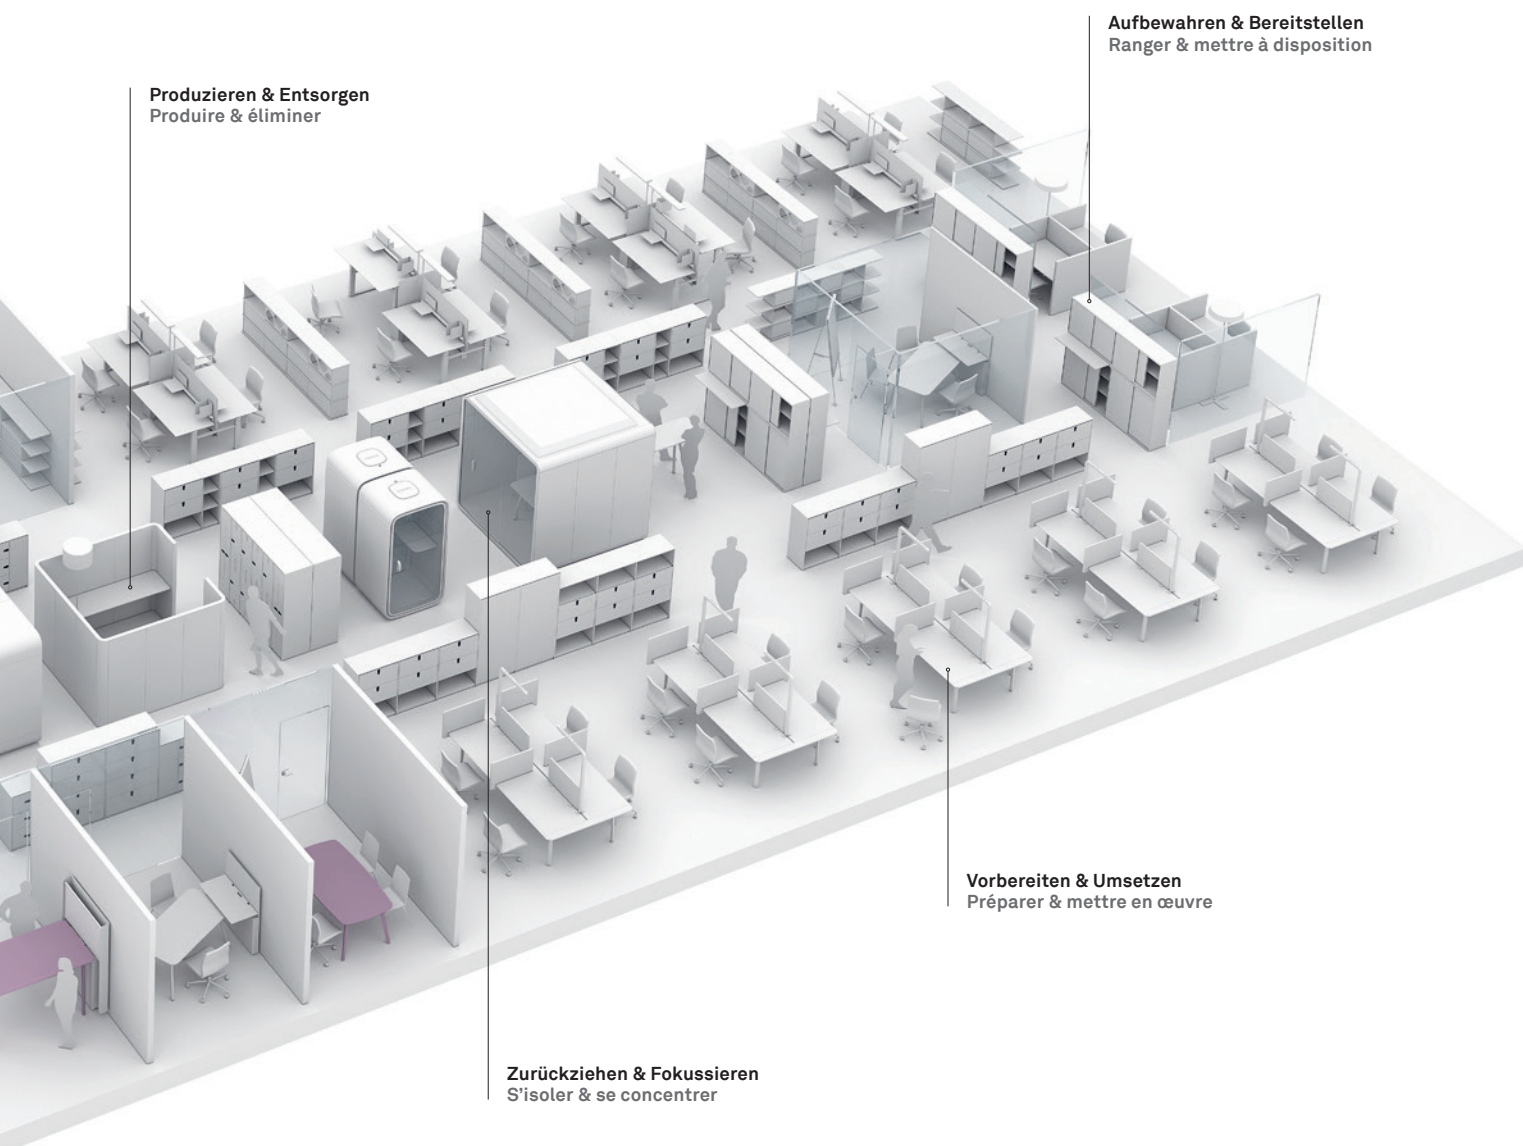 Aufbewahren & Bereitstellen
Ranger & mettre à disposition
Produzieren & Entsorgen
Produire & éliminer
Vorbereiten & Umsetzen
Préparer & mettre en œuvre
Zurückziehen & Fokussieren
S'isoler & se concentrer